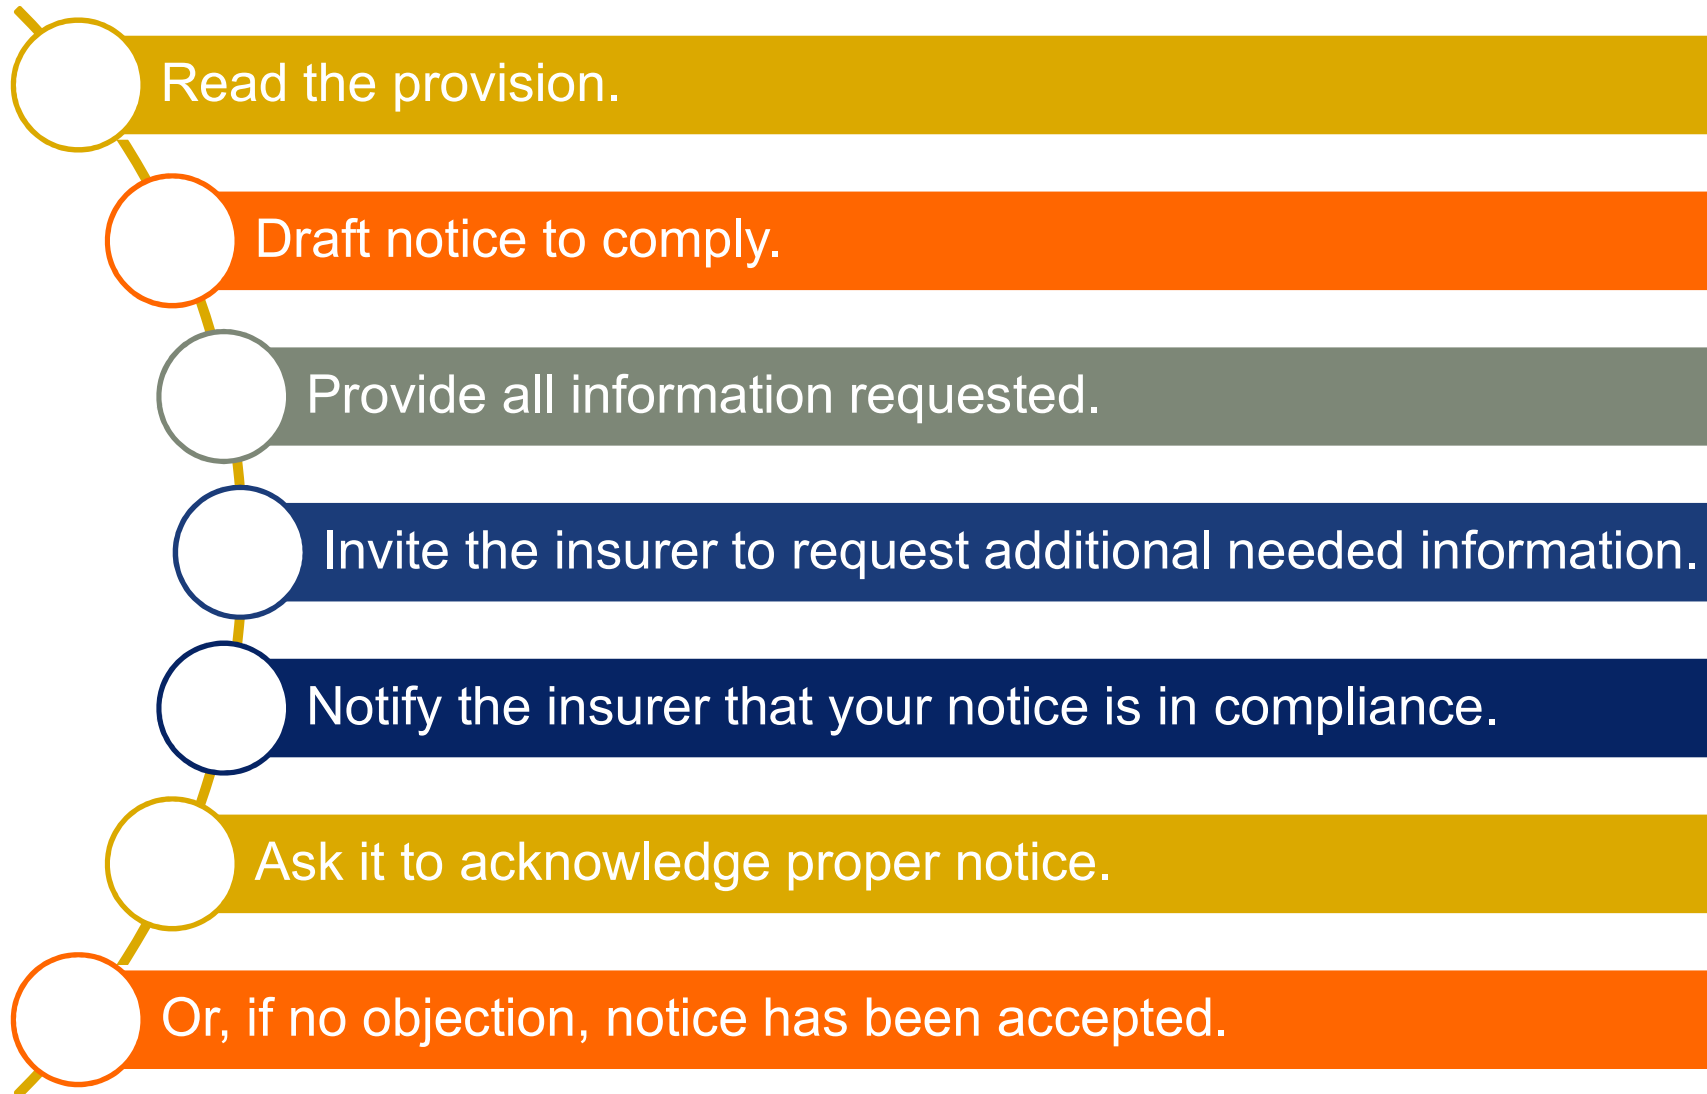 Read the provision.
Draft notice to comply.
Provide all information requested.
Invite the insurer to request additional needed information.
Notify the insurer that your notice is in compliance.
Ask it to acknowledge proper notice.
Or, if no objection, notice has been accepted.